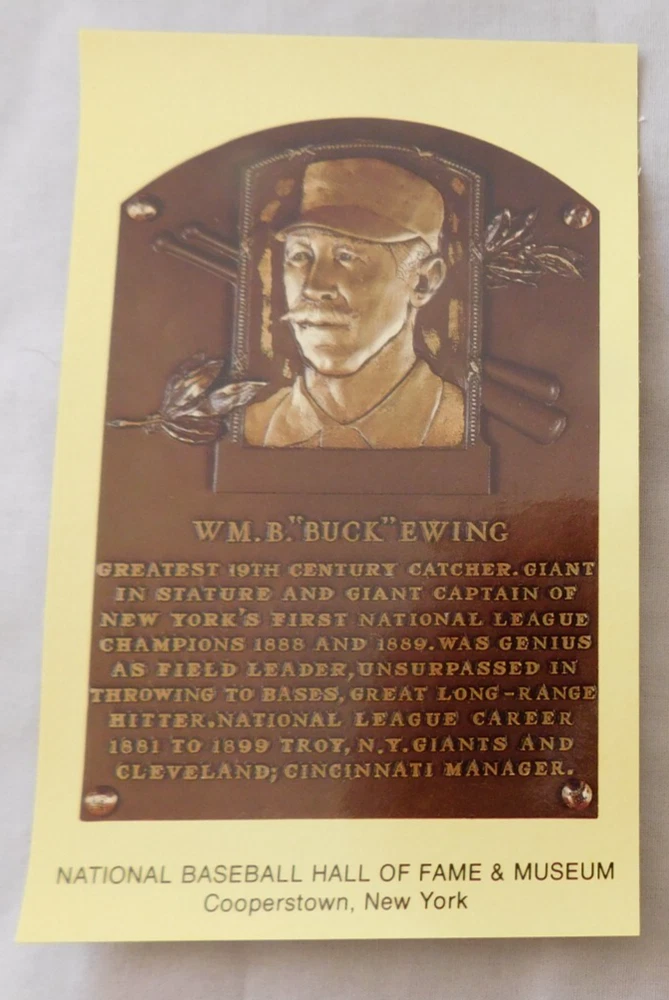 WM. B. "BUCK" EWING
GREATEST 19TH CENTURY CATCHER. GIANT
IN STATURE AND GIANT CAPTAIN OF
NEW YORK'S FIRST NATIONAL LEAGUE
CHAMPIONS 1888 AND 1889. WAS GENIUS
AS FIELD LEADER, UNSURPASSED IN
THROWING TO BASES, GREAT LONG-RANGE
HITTER. NATIONAL LEAGUE CAREER
1881 TO 1899 TROY, N.Y. GIANTS AND
CLEVELAND; CINCINNATI MANAGER.
NATIONAL BASEBALL HALL OF FAME & MUSEUM
Cooperstown, New York